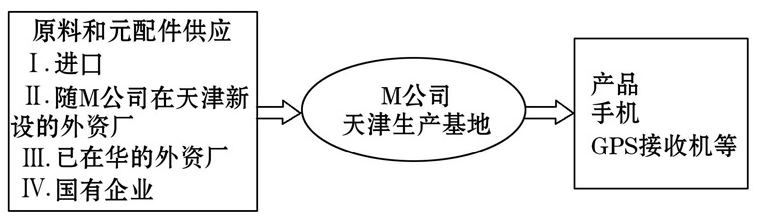 原料和元配件供应
Ⅰ.进口
Ⅱ.随M公司在天津新
设的外资厂
Ⅲ.已在华的外资厂
Ⅳ.国有企业
M公司
天津生产基地
产品
手机
GPS接收机等